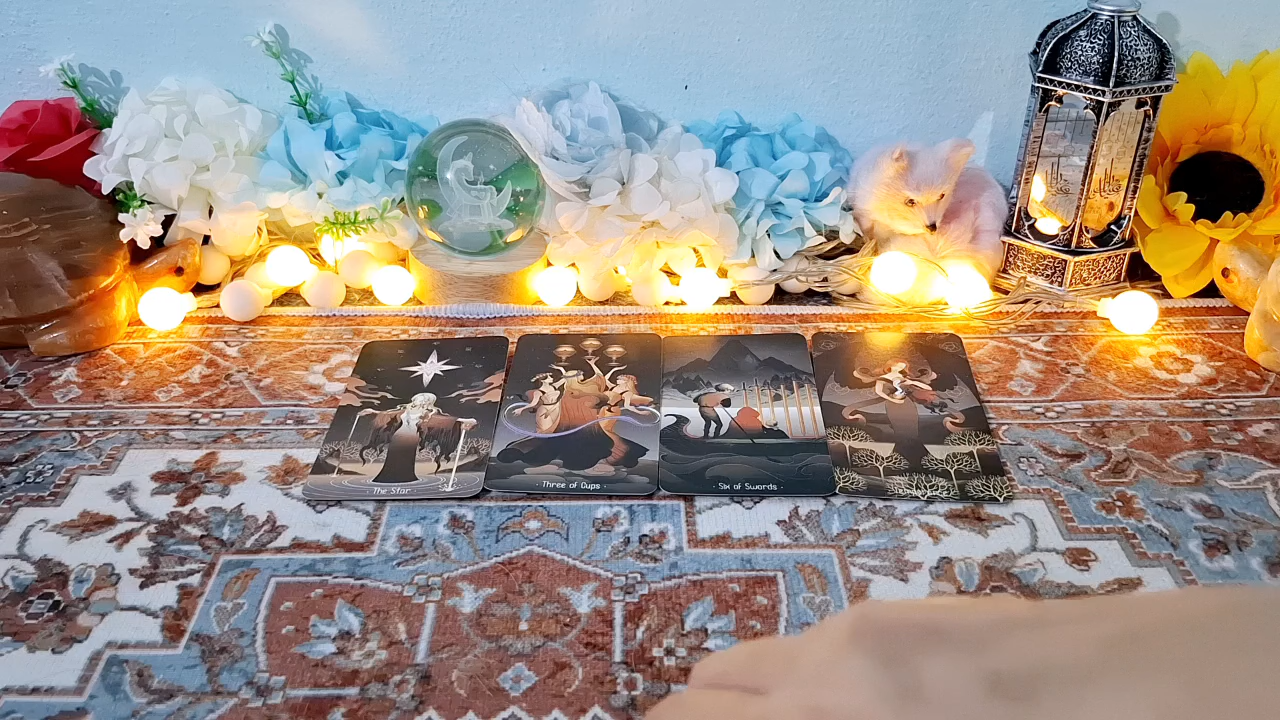 The Star
· Three of Cups ·
· Six of Swords ·